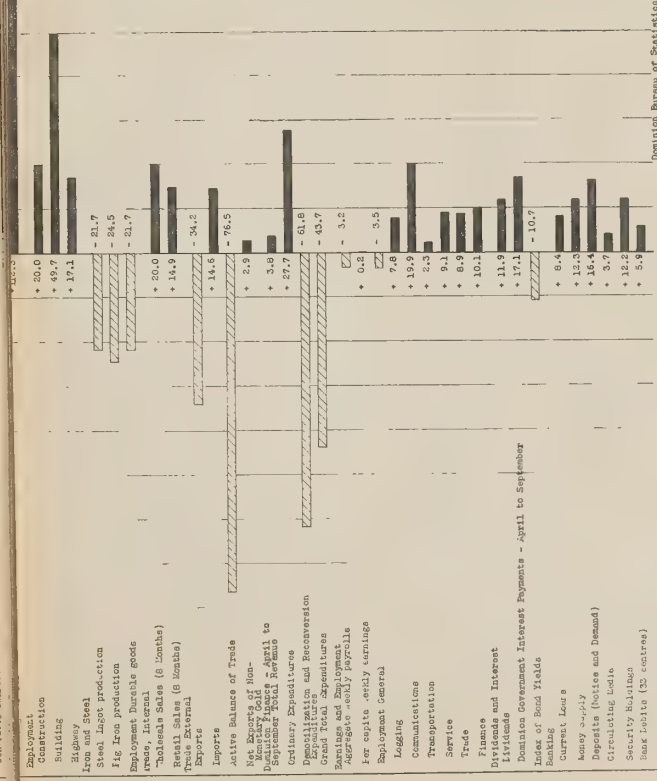 Employment
Construction + 20.0
Building + 49.7
Highway + 17.1
Iron and Steel
Steel Ingot production - 21.7
Pig Iron production - 24.5
Employment Durable goods - 21.7
Trade, Internal
Wholesale Sales (8 Months) + 20.0
Retail Sales (8 Months) + 14.9
Trade External
Exports - 34.2
Imports + 14.6
Active Balance of Trade - 76.5
Net Exports of Non-
Monetary Gold + 2.9
Dominion Finance - April to
September Total Revenue + 3.8
Ordinary Expenditures + 27.7
Demobilization and Reconversion
Expenditures - 61.8
Grand Total Expenditures - 43.7
Earnings and Employment
Aggregate weekly payrolls - 3.2
Per capita weekly earnings + 0.2
Employment General - 3.5
Logging + 7.8
Communications + 19.9
Transportation + 2.3
Service + 9.1
Trade + 8.9
Finance + 10.1
Dividends and Interest
Dividends + 11.9
Dominion Government Interest Payments - April to September + 17.1
Index of Bond Yields - 10.7
Banking
Current Loans + 8.4
Money Supply + 12.3
Deposits (Notice and Demand) + 16.4
Circulating Media + 3.7
Security Holdings + 12.2
Bank Debits (33 centres) + 5.9
Dominion Bureau of Statistics